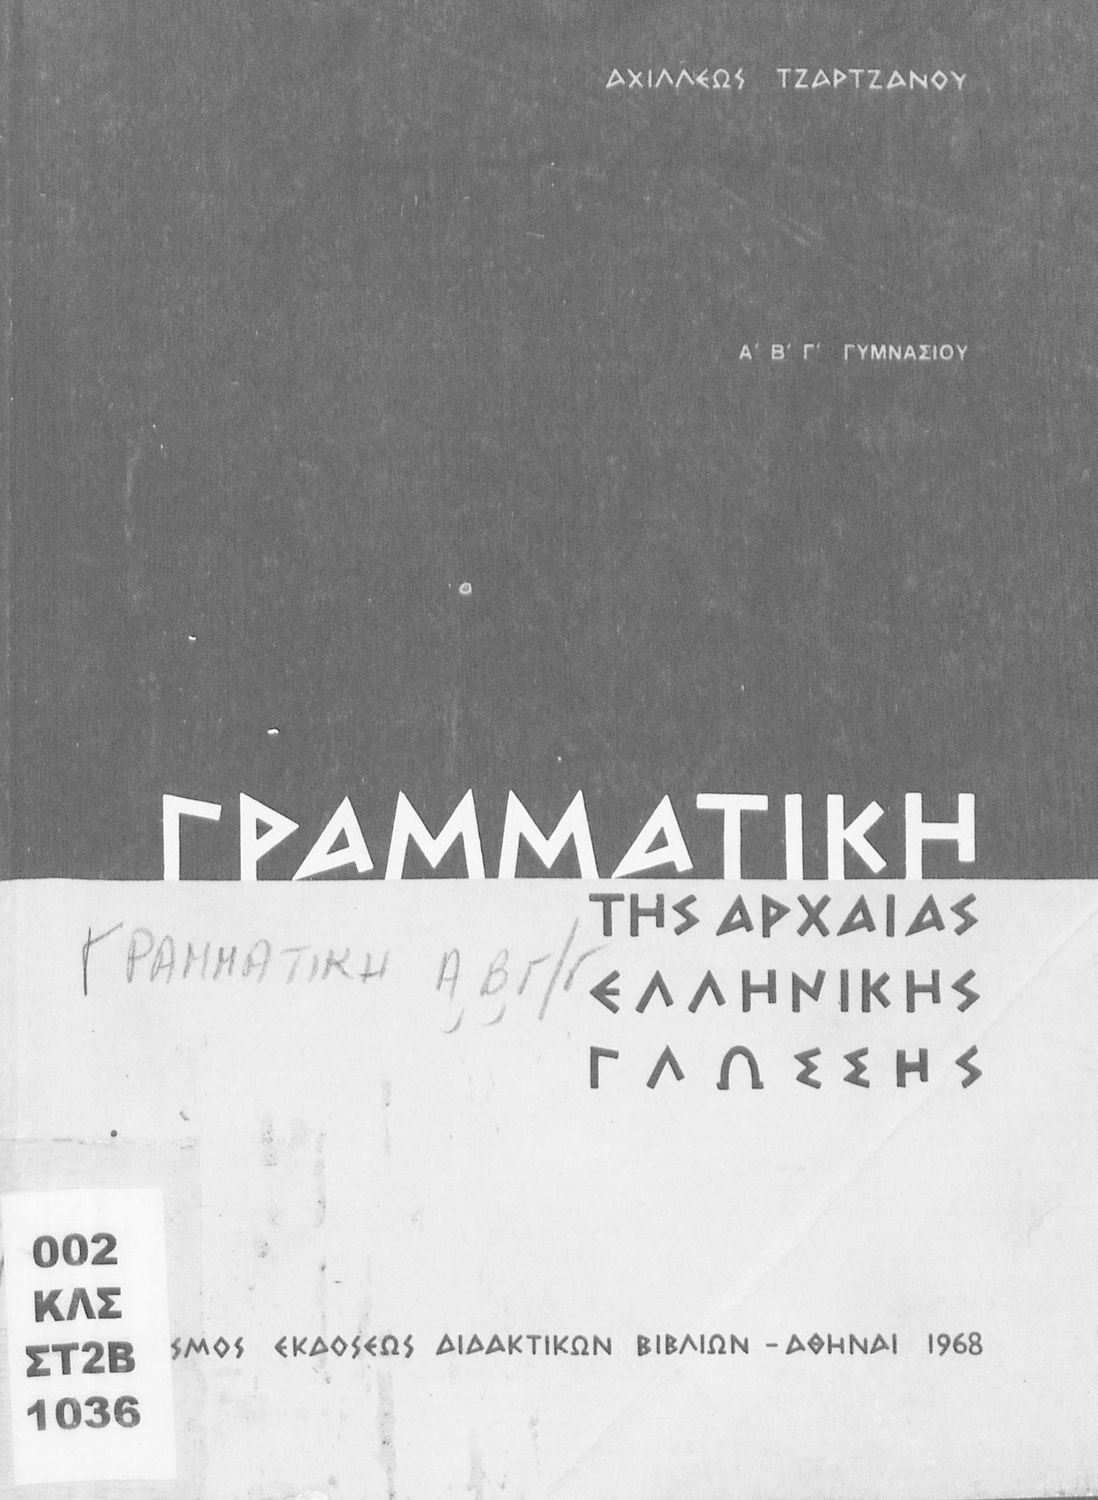 ΑΧΙΛΛΕΩΣ ΤΖΑΡΤΖΑΝΟΥ
Α΄ Β΄ Γ΄ ΓΥΜΝΑΣΙΟΥ
ΓΡΑΜΜΑΤΙΚΗ
ΤΗΣ ΑΡΧΑΙΑΣ
ΕΛΛΗΝΙΚΗΣ
ΓΛΩΣΣΗΣ
ΓΡΑΜΜΑΤΙΚΗ Α, Β, Γ/Γ
002
ΚΛΣ
ΣΤ2Β
1036
ΣΜΟΣ ΕΚΔΟΣΕΩΣ ΔΙΔΑΚΤΙΚΩΝ ΒΙΒΛΙΩΝ - ΑΘΗΝΑΙ 1968